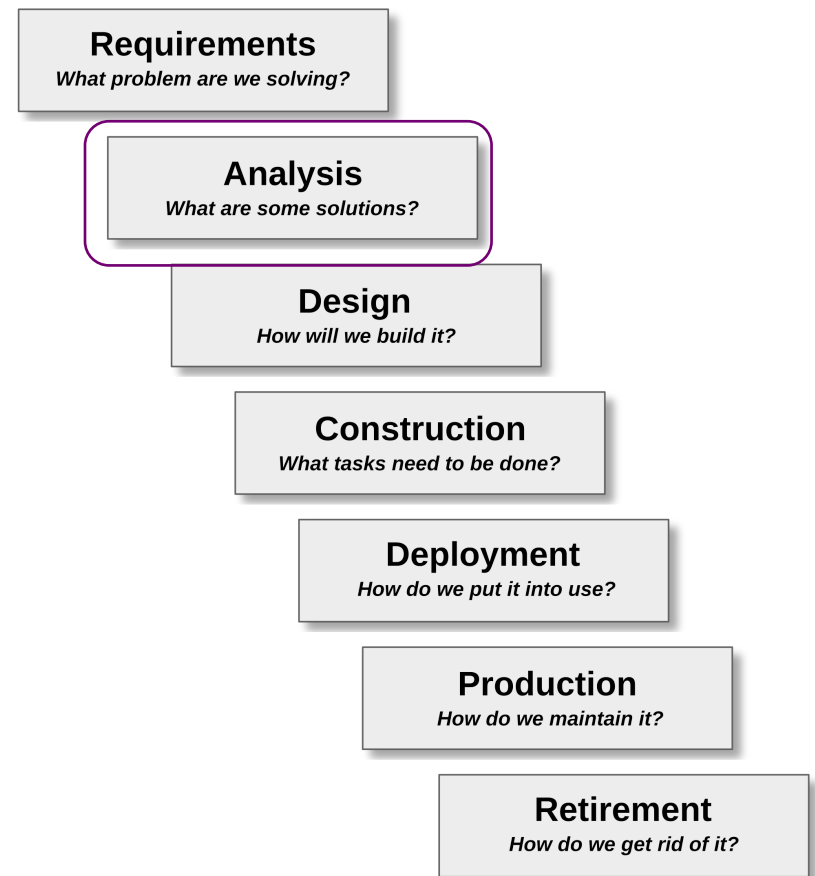 Requirements
What problem are we solving?
Analysis
What are some solutions?
Design
How will we build it?
Construction
What tasks need to be done?
Deployment
How do we put it into use?
Production
How do we maintain it?
Retirement
How do we get rid of it?